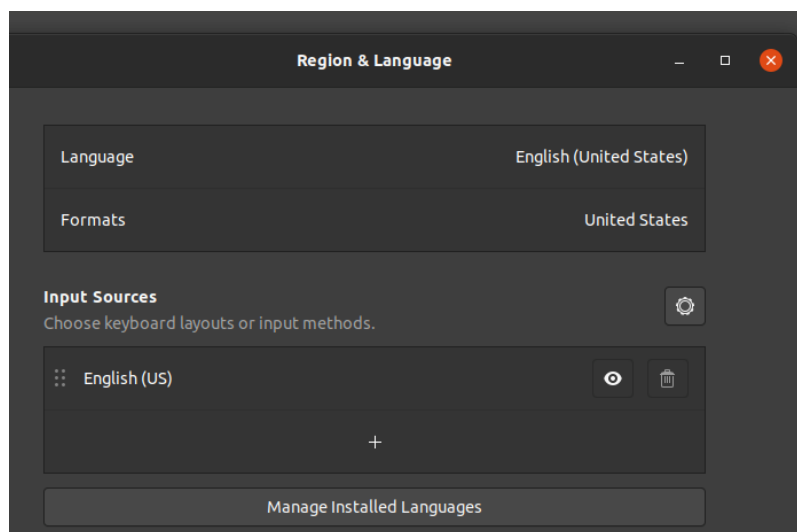 Region & Language
Language English (United States)
Formats United States
Input Sources
Choose keyboard layouts or input methods.
English (US)
Manage Installed Languages